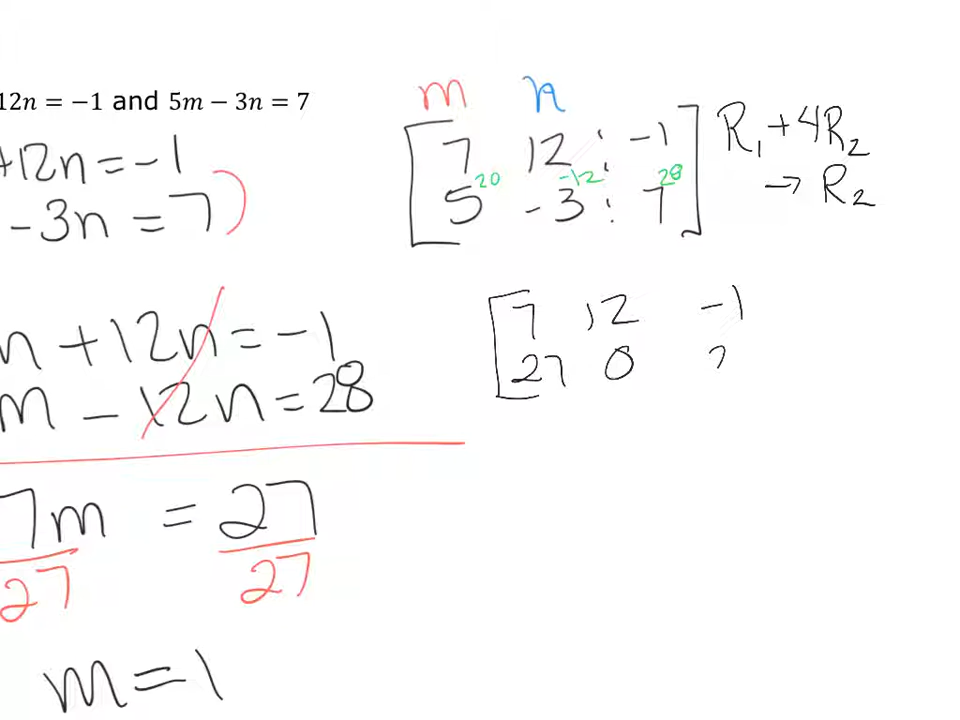 12n = −1 and 5m − 3n = 7
+12n = -1
- 3n = 7
n + 12n = -1
m - 12n = 28
7m = 27
27 27
m = 1
m n
7 12 : -1
20 -12 28
5 -3 : 7
R1 + 4R2
→ R2
7 12 -1
27 0 2